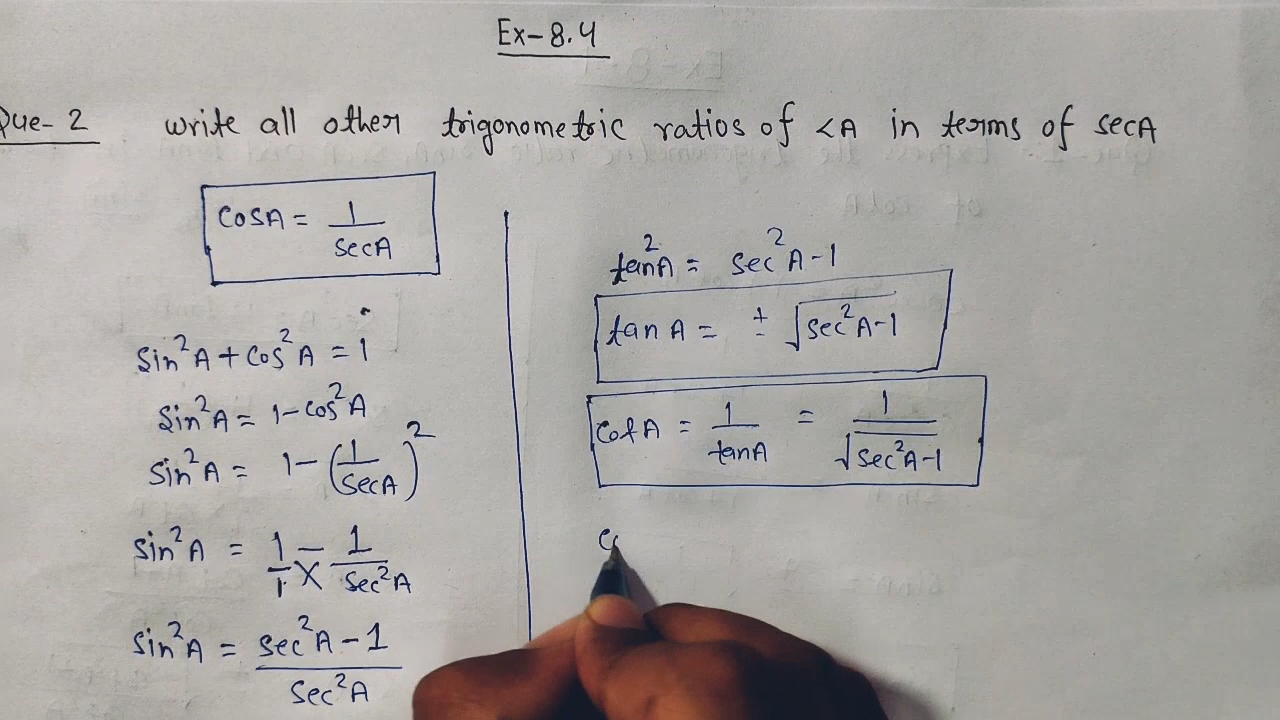 Ex-8.4
Que-2 write all other trigonometric ratios of <A in terms of secA
cosA = 1/secA
sin²A + cos²A = 1
sin²A = 1-cos²A
sin²A = 1-(1/secA)²
sin²A = 1/1 - 1/sec²A
sin²A = sec²A-1/sec²A
tan²A = sec²A-1
tanA = ± √sec²A-1
cotA = 1/tanA = 1/√sec²A-1